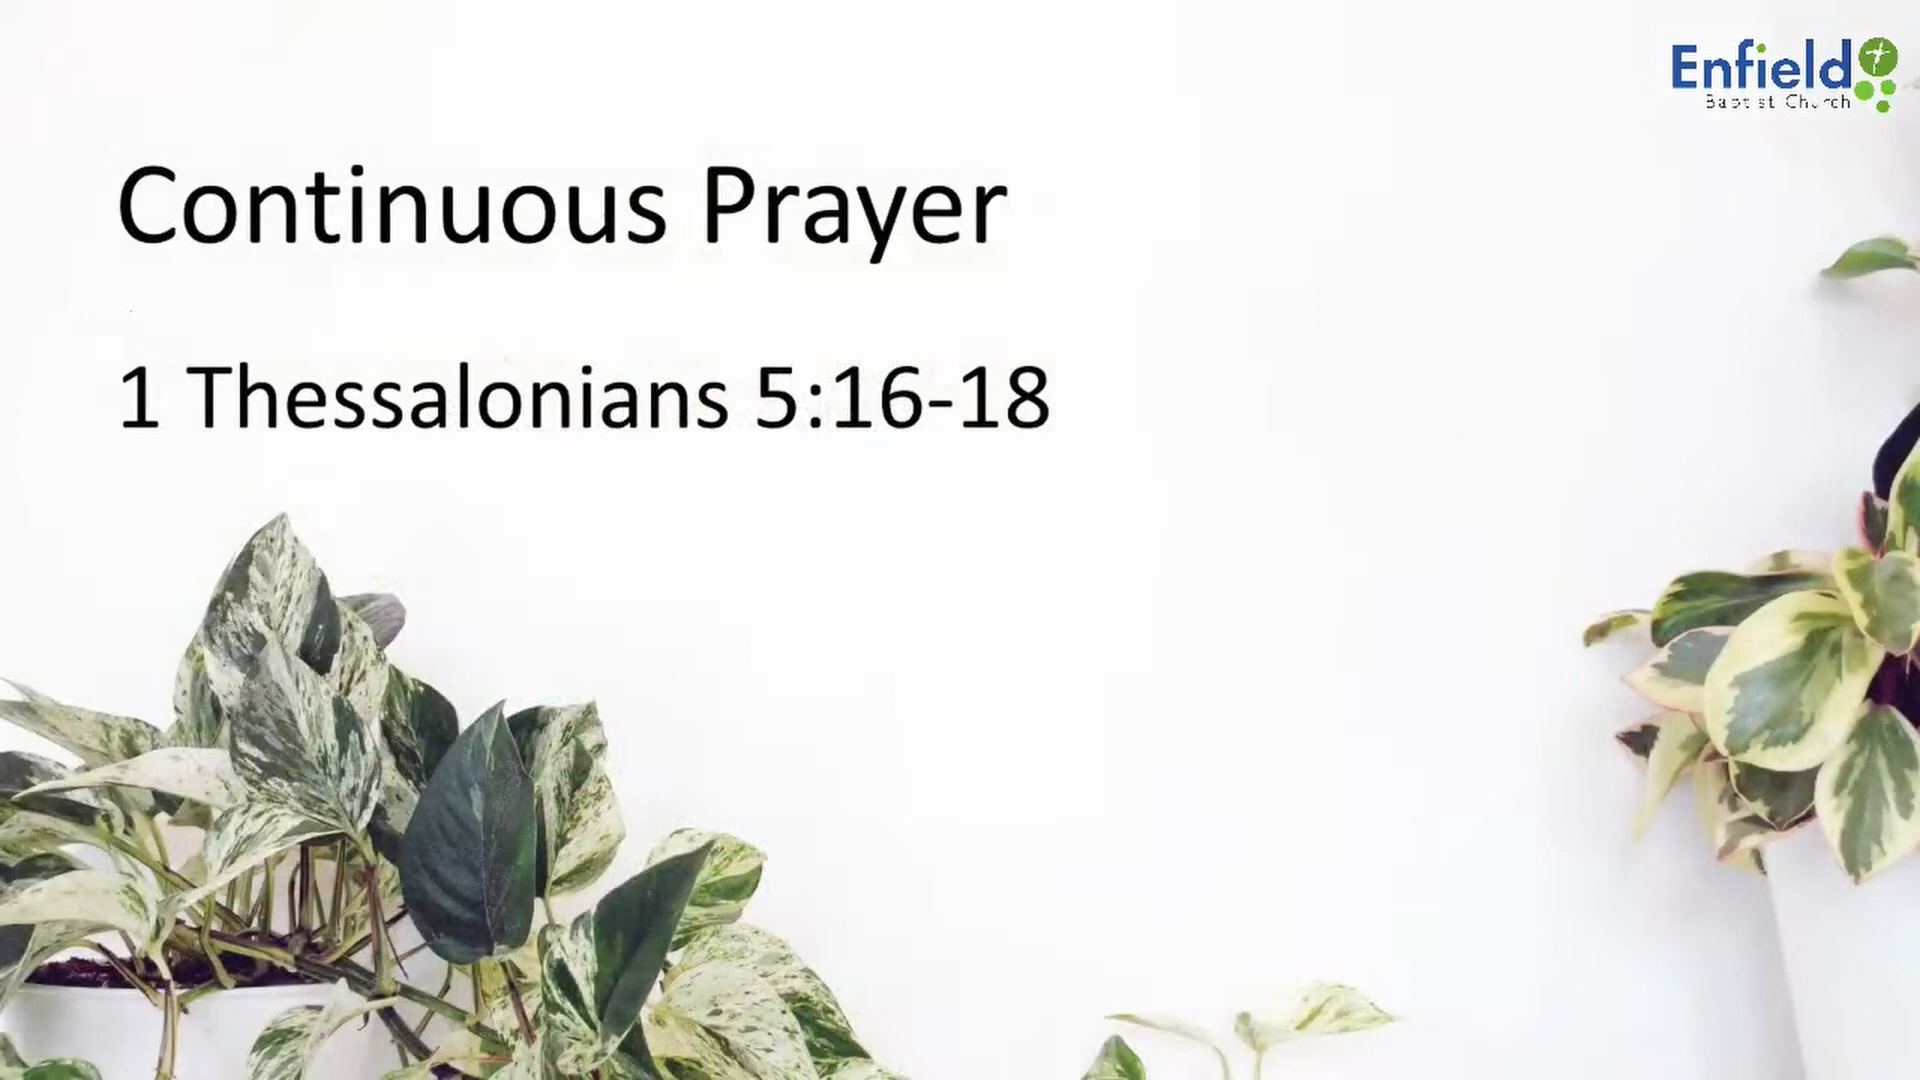 Enfield
Baptist Church
Continuous Prayer
1 Thessalonians 5:16-18